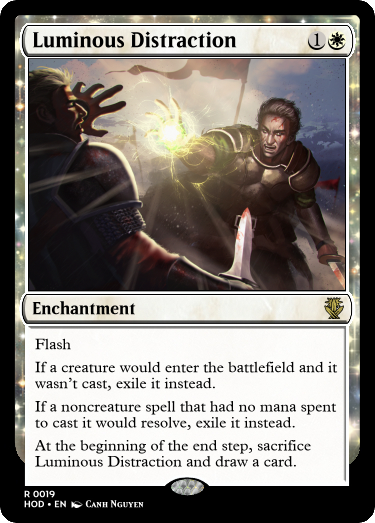 Luminous Distraction 1
Enchantment
Flash
If a creature would enter the battlefield and it
wasn't cast, exile it instead.
If a noncreature spell that had no mana spent
to cast it would resolve, exile it instead.
At the beginning of the end step, sacrifice
Luminous Distraction and draw a card.
R 0019
HOD • EN Canh Nguyen